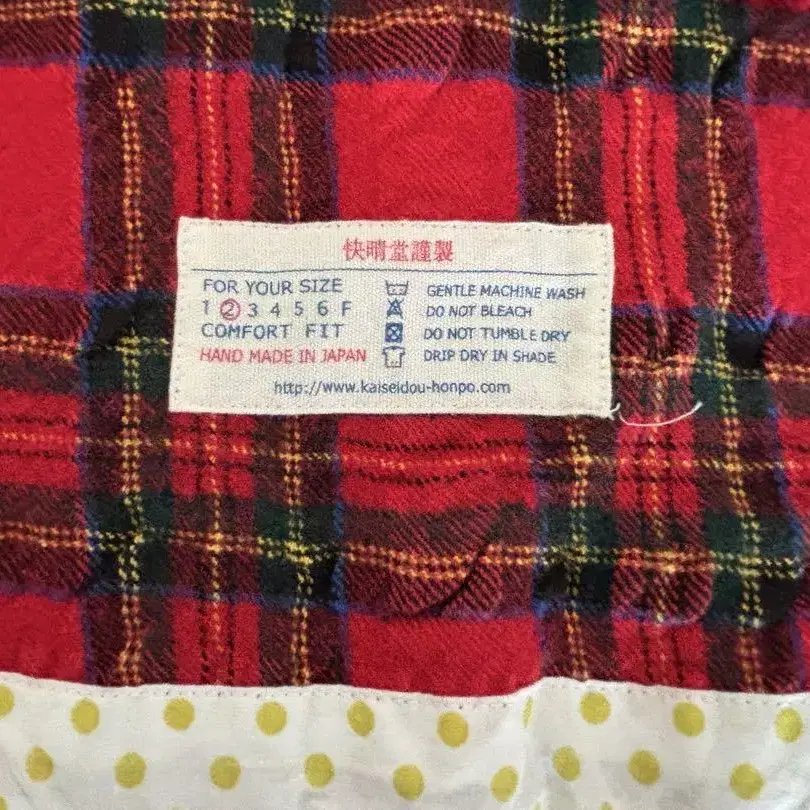 快晴堂謹製
FOR YOUR SIZE
1 2 3 4 5 6 F
COMFORT FIT
HAND MADE IN JAPAN
GENTLE MACHINE WASH
DO NOT BLEACH
DO NOT TUMBLE DRY
DRIP DRY IN SHADE
http://www.kaiseidou-honpo.com